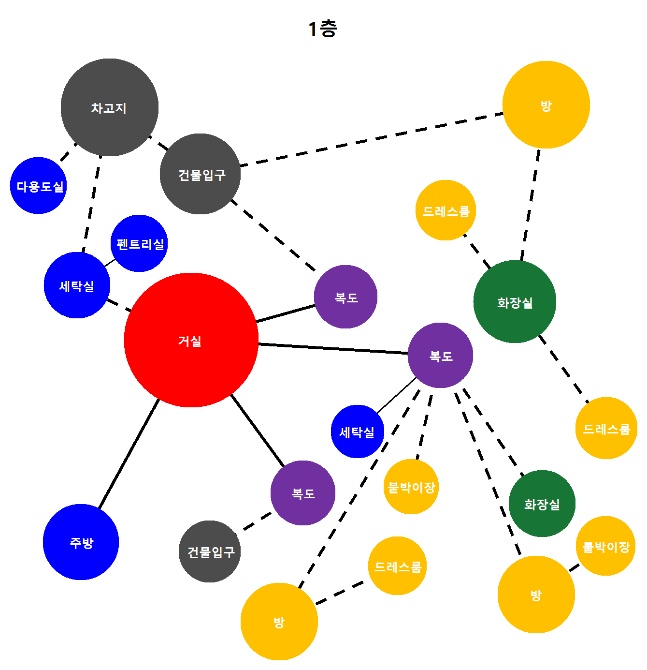 1층
차고지
방
건물입구
다용도실
드레스룸
펜트리실
세탁실
복도
화장실
거실
복도
드레스룸
세탁실
붙박이장
복도
화장실
주방
건물입구
드레스룸
붙박이장
방
방